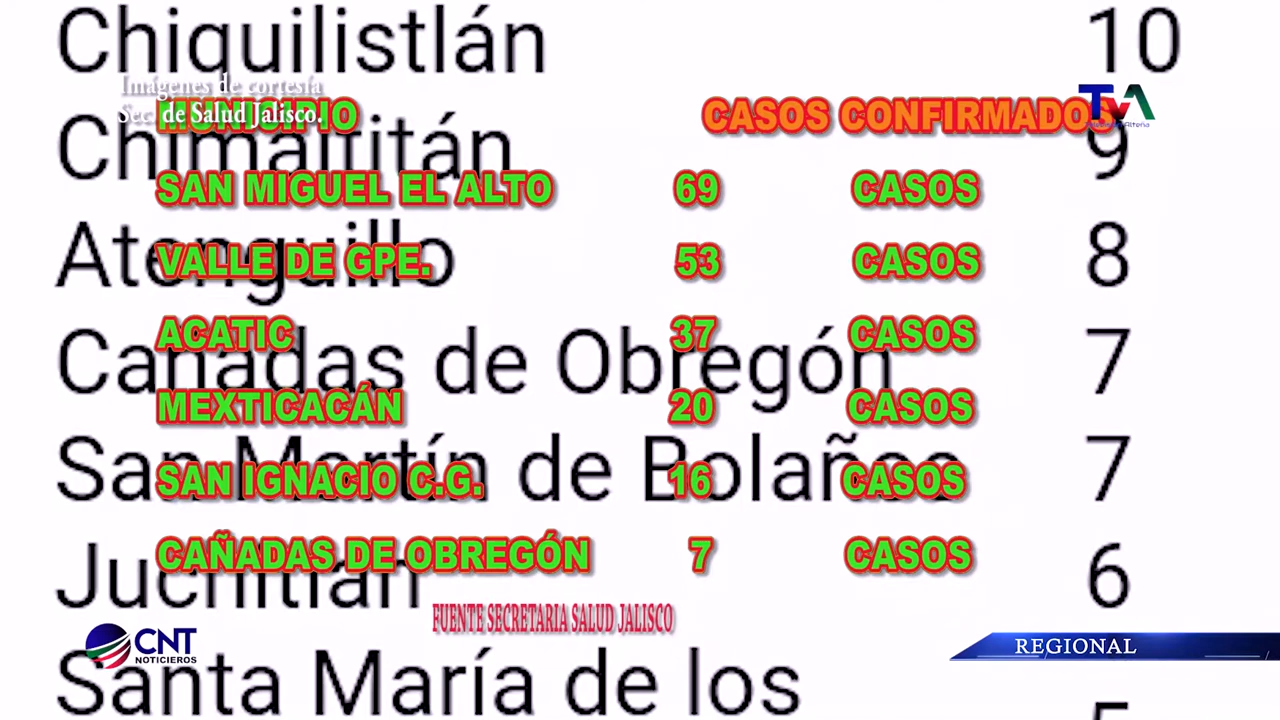 Chiquilistlán 10
Imágenes de cortesía
Sec. de Salud Jalisco.
MUNICIPIO CASOS CONFIRMADOS
TVA
Chimaltitán 9
SAN MIGUEL EL ALTO 69 CASOS
Atenguillo 8
VALLE DE GPE. 53 CASOS
ACATIC 37 CASOS
Cañadas de Obregón 7
MEXTICACÁN 20 CASOS
San Martín de Bolaños 7
SAN IGNACIO C.G. 16 CASOS
CAÑADAS DE OBREGÓN 7 CASOS
Juchitlán 6
FUENTE SECRETARIA SALUD JALISCO
CNT
NOTICIEROS
REGIONAL
Santa María de los